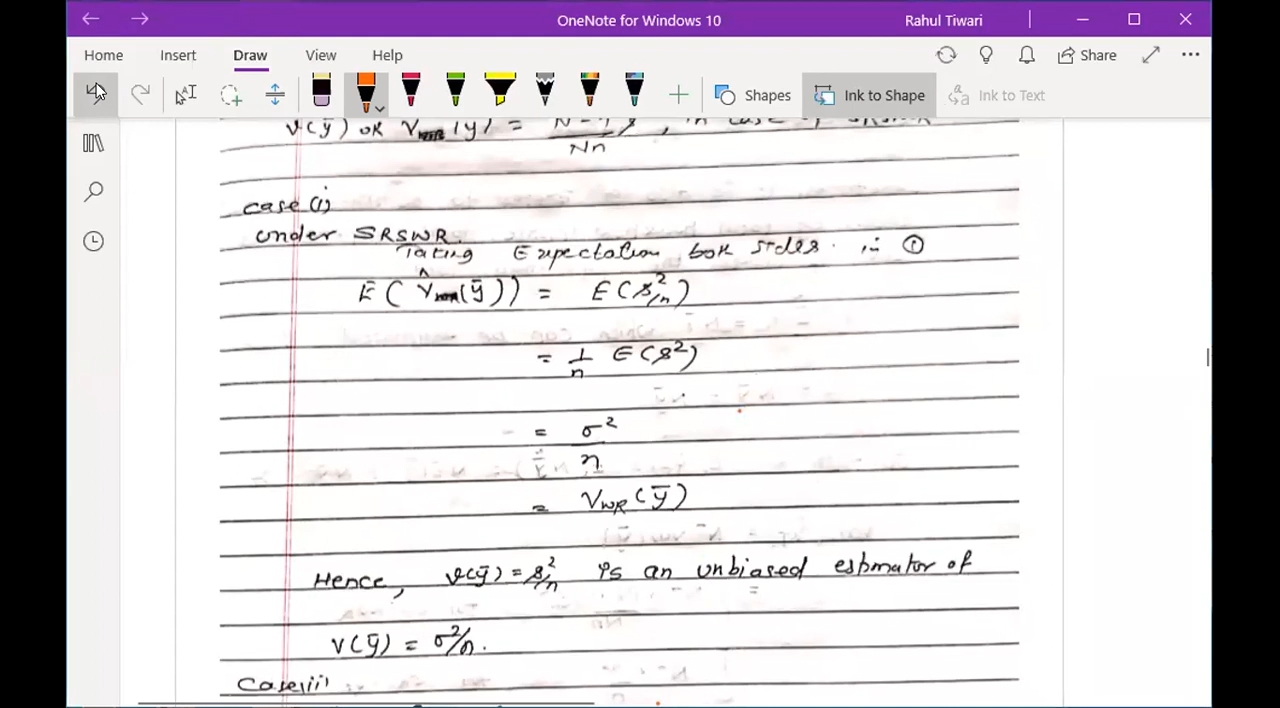 OneNote for Windows 10
Rahul Tiwari
Home Insert Draw View Help
Share
Shapes
Ink to Shape
Ink to Text
v(ȳ) or
Nn
case (i)
under SRSWR.
Taking Expectation both sides in ①
E( V̂ (ȳ)) = E(s²/n)
= 1/n E(s²)
= σ²/n
= V_WR(ȳ)
Hence, v(ȳ) = s²/n is an unbiased estimator of
V(ȳ) = σ²/n.
Case(ii)